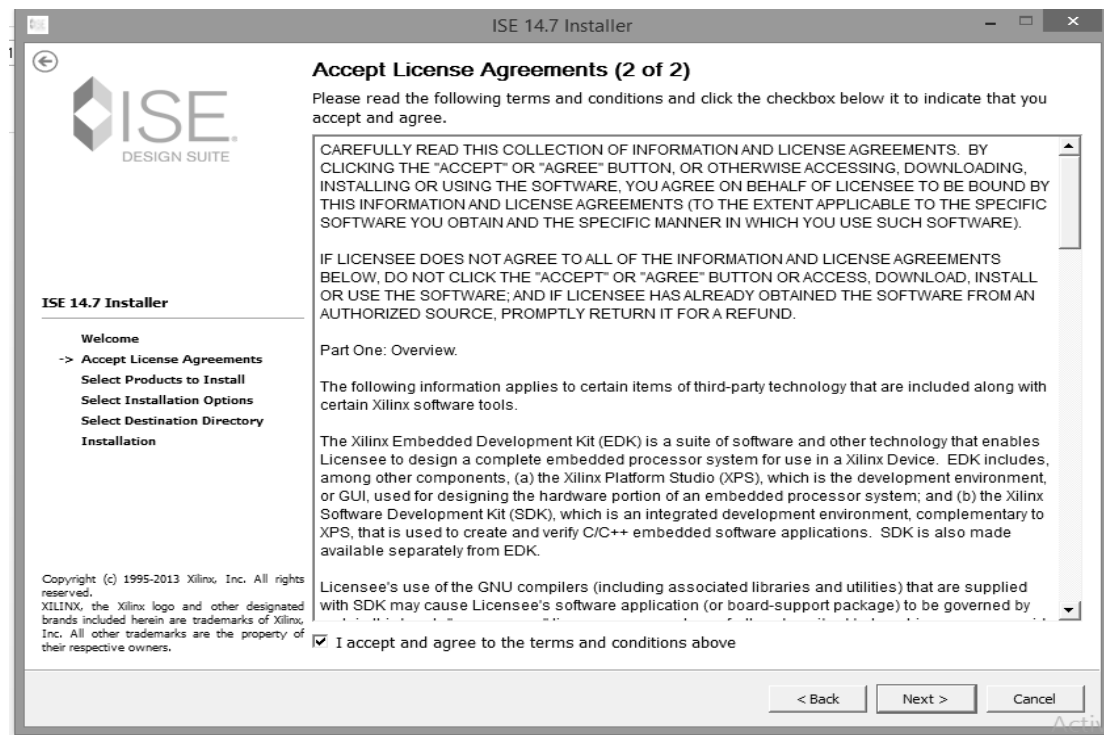 ISE 14.7 Installer
ISE
DESIGN SUITE
ISE 14.7 Installer
Welcome
-> Accept License Agreements
Select Products to Install
Select Installation Options
Select Destination Directory
Installation
Copyright (c) 1995-2013 Xilinx, Inc. All rights
reserved.
XILINX, the Xilinx logo and other designated
brands included herein are trademarks of Xilinx,
Inc. All other trademarks are the property of
their respective owners.
Accept License Agreements (2 of 2)
Please read the following terms and conditions and click the checkbox below it to indicate that you
accept and agree.
CAREFULLY READ THIS COLLECTION OF INFORMATION AND LICENSE AGREEMENTS. BY
CLICKING THE "ACCEPT" OR "AGREE" BUTTON, OR OTHERWISE ACCESSING, DOWNLOADING,
INSTALLING OR USING THE SOFTWARE, YOU AGREE ON BEHALF OF LICENSEE TO BE BOUND BY
THIS INFORMATION AND LICENSE AGREEMENTS (TO THE EXTENT APPLICABLE TO THE SPECIFIC
SOFTWARE YOU OBTAIN AND THE SPECIFIC MANNER IN WHICH YOU USE SUCH SOFTWARE).
IF LICENSEE DOES NOT AGREE TO ALL OF THE INFORMATION AND LICENSE AGREEMENTS
BELOW, DO NOT CLICK THE "ACCEPT" OR "AGREE" BUTTON OR ACCESS, DOWNLOAD, INSTALL
OR USE THE SOFTWARE; AND IF LICENSEE HAS ALREADY OBTAINED THE SOFTWARE FROM AN
AUTHORIZED SOURCE, PROMPTLY RETURN IT FOR A REFUND.
Part One: Overview.
The following information applies to certain items of third-party technology that are included along with
certain Xilinx software tools.
The Xilinx Embedded Development Kit (EDK) is a suite of software and other technology that enables
Licensee to design a complete embedded processor system for use in a Xilinx Device. EDK includes,
among other components, (a) the Xilinx Platform Studio (XPS), which is the development environment,
or GUI, used for designing the hardware portion of an embedded processor system; and (b) the Xilinx
Software Development Kit (SDK), which is an integrated development environment, complementary to
XPS, that is used to create and verify C/C++ embedded software applications. SDK is also made
available separately from EDK.
Licensee's use of the GNU compilers (including associated libraries and utilities) that are supplied
with SDK may cause Licensee's software application (or board-support package) to be governed by
I accept and agree to the terms and conditions above
< Back
Next >
Cancel